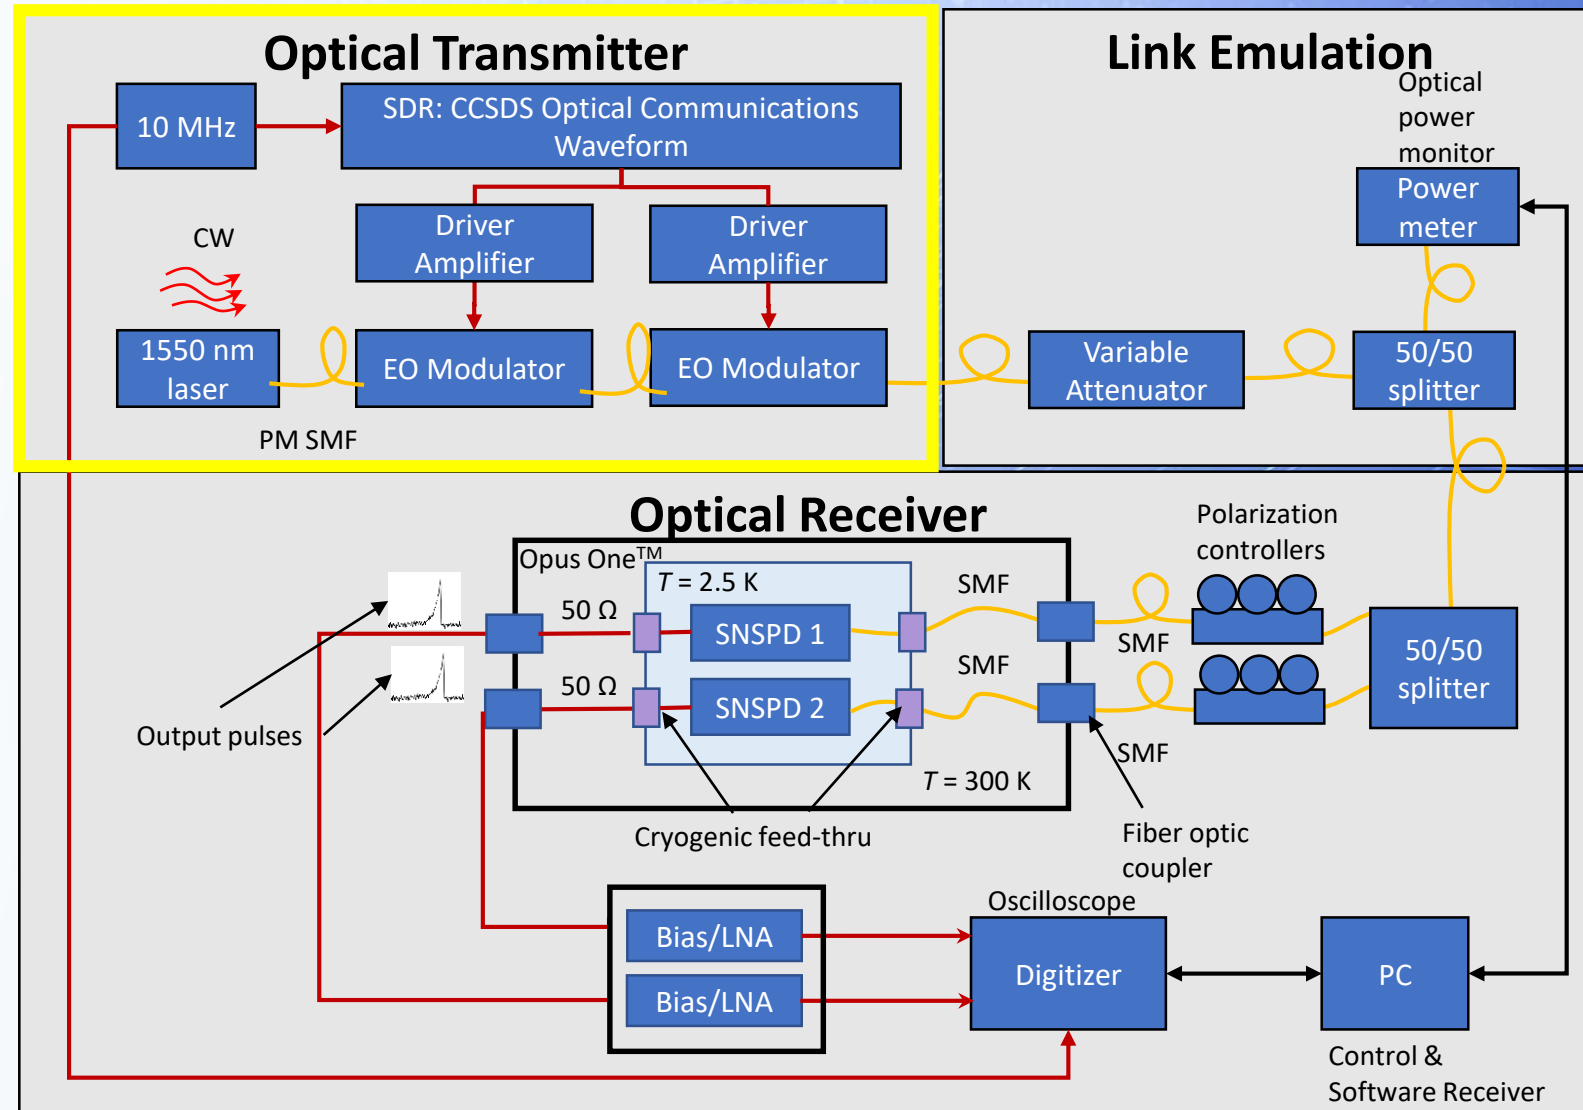 Optical Transmitter
10 MHz
SDR: CCSDS Optical Communications
Waveform
Driver
Amplifier
Driver
Amplifier
CW
1550 nm
laser
EO Modulator
EO Modulator
PM SMF
Link Emulation
Optical
power
monitor
Power
meter
Variable
Attenuator
50/50
splitter
Optical Receiver
Opus One™
T = 2.5 K
50 Ω
SNSPD 1
SMF
SMF
Polarization
controllers
50/50
splitter
50 Ω
SNSPD 2
SMF
SMF
T = 300 K
Output pulses
Cryogenic feed-thru
Fiber optic
coupler
Bias/LNA
Bias/LNA
Oscilloscope
Digitizer
PC
Control &
Software Receiver